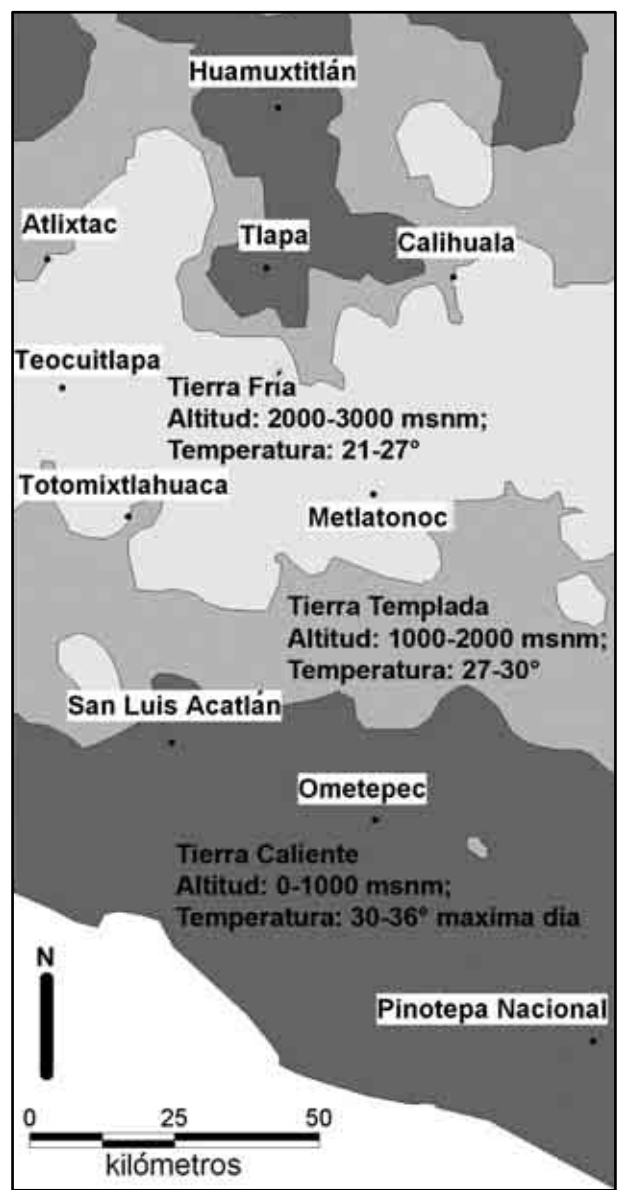 Huamuxtitlán
Atlixtac
Tlapa
Calihuala
Teocuitlapa
Tierra Fría
Altitud: 2000-3000 msnm;
Temperatura: 21-27°
Totomixtlahuaca
Metlatonoc
Tierra Templada
Altitud: 1000-2000 msnm;
Temperatura: 27-30°
San Luis Acatlán
Ometepec
Tierra Caliente
Altitud: 0-1000 msnm;
Temperatura: 30-36° maxima dia
N
Pinotepa Nacional
0 25 50
kilómetros